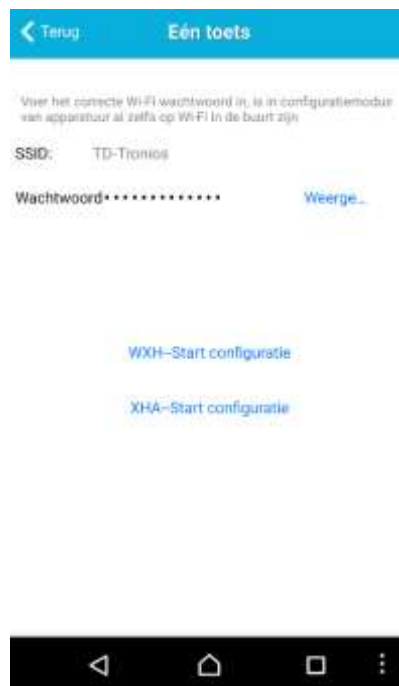 Terug
Eén toets
Voer het correcte Wi-Fi wachtwoord in, is in configuratiemodus
van apparatuur al zelfs op Wi-Fi in de buurt zijn
SSID: TD-Tronios
Wachtwoord•••••••••••••
Weerge...
WXH–Start configuratie
XHA–Start configuratie